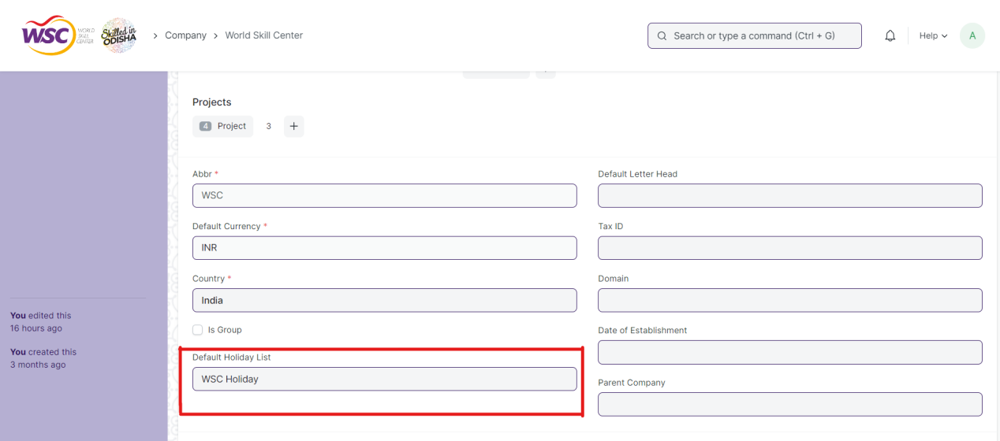 WSC
WORLD
SKILL
CENTER
Skilled in
ODISHA
> Company > World Skill Center
Search or type a command (Ctrl + G)
Help
A
Projects
4 Project 3 +
Abbr *
WSC
Default Letter Head
Default Currency *
INR
Tax ID
Country *
India
Domain
Is Group
Date of Establishment
Default Holiday List
WSC Holiday
Parent Company
You edited this
16 hours ago
You created this
3 months ago